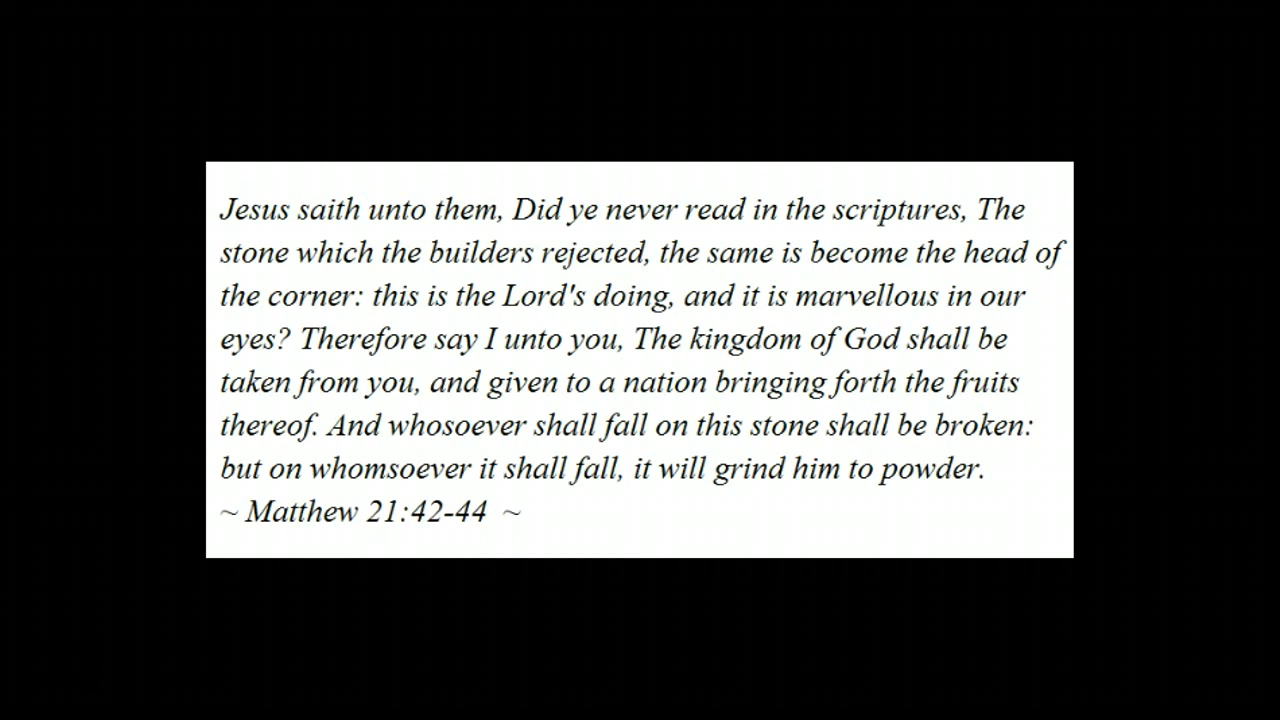 Jesus saith unto them, Did ye never read in the scriptures, The
stone which the builders rejected, the same is become the head of
the corner: this is the Lord's doing, and it is marvellous in our
eyes? Therefore say I unto you, The kingdom of God shall be
taken from you, and given to a nation bringing forth the fruits
thereof. And whosoever shall fall on this stone shall be broken:
but on whomsoever it shall fall, it will grind him to powder.
~ Matthew 21:42-44  ~